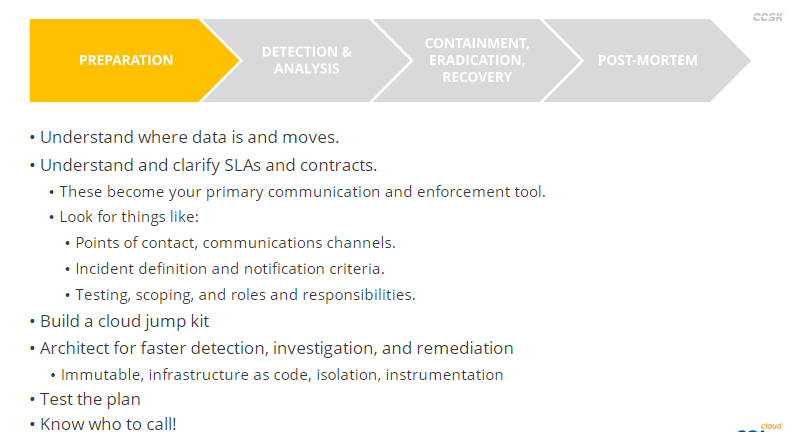 CCSK
PREPARATION
DETECTION &
ANALYSIS
CONTAINMENT,
ERADICATION,
RECOVERY
POST-MORTEM
• Understand where data is and moves.
• Understand and clarify SLAs and contracts.
• These become your primary communication and enforcement tool.
• Look for things like:
• Points of contact, communications channels.
• Incident definition and notification criteria.
• Testing, scoping, and roles and responsibilities.
• Build a cloud jump kit
• Architect for faster detection, investigation, and remediation
• Immutable, infrastructure as code, isolation, instrumentation
• Test the plan
• Know who to call!
cloud